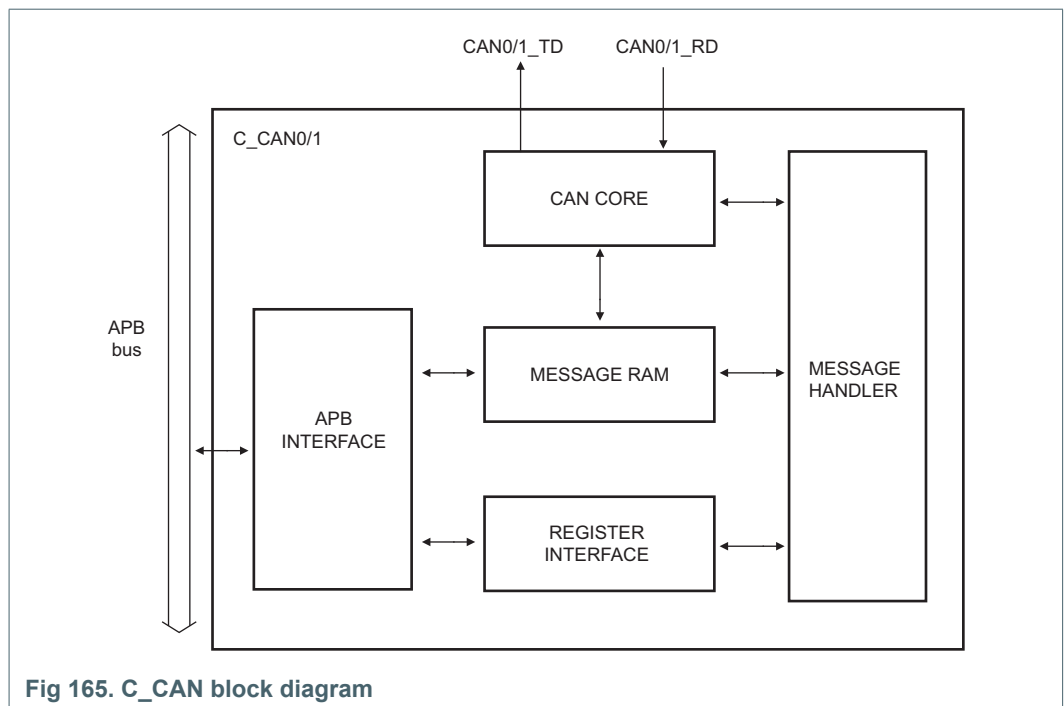 CAN0/1_TD
CAN0/1_RD
C_CAN0/1
CAN CORE
APB
bus
APB
INTERFACE
MESSAGE RAM
MESSAGE
HANDLER
REGISTER
INTERFACE
Fig 165. C_CAN block diagram